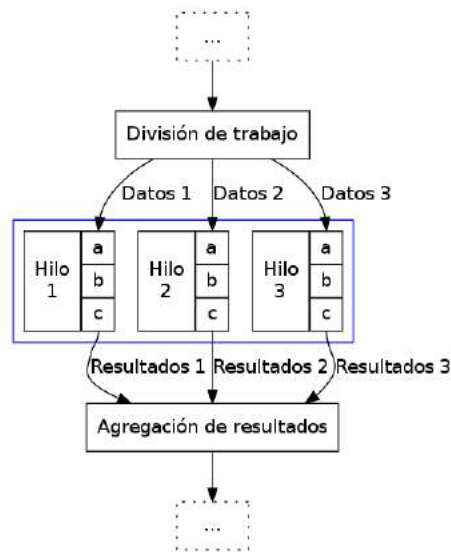 ...
División de trabajo
Datos 1
Datos 2
Datos 3
Hilo
1
a
b
c
Hilo
2
a
b
c
Hilo
3
a
b
c
Resultados 1
Resultados 2
Resultados 3
Agregación de resultados
...